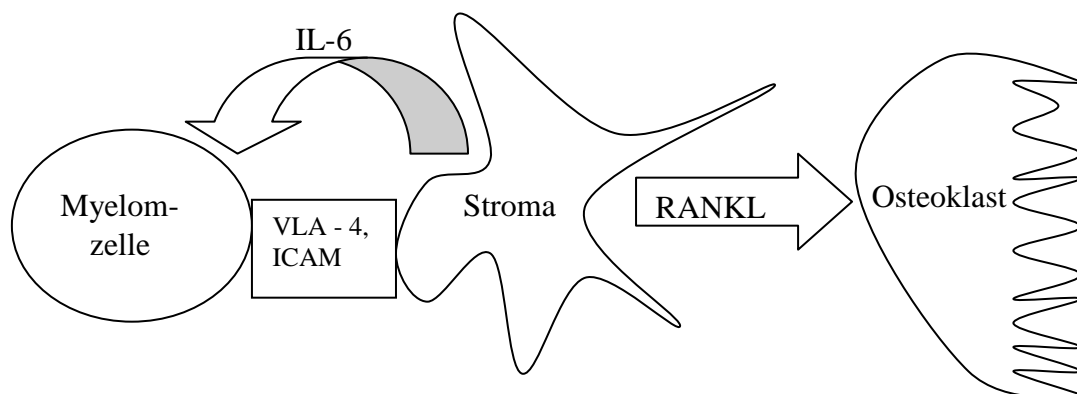 IL-6
Myelom-
zelle
VLA - 4,
ICAM
Stroma
RANKL
Osteoklast